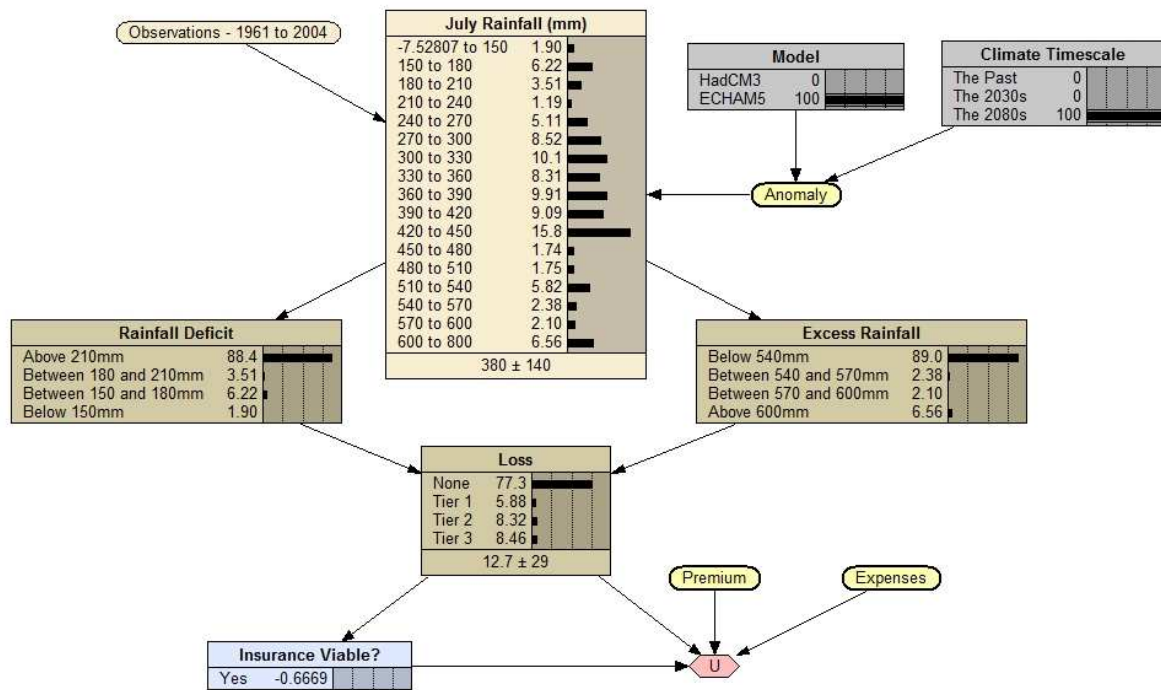 Observations - 1961 to 2004
July Rainfall (mm)
-7.52807 to 150 1.90
150 to 180 6.22
180 to 210 3.51
210 to 240 1.19
240 to 270 5.11
270 to 300 8.52
300 to 330 10.1
330 to 360 8.31
360 to 390 9.91
390 to 420 9.09
420 to 450 15.8
450 to 480 1.74
480 to 510 1.75
510 to 540 5.82
540 to 570 2.38
570 to 600 2.10
600 to 800 6.56
380 ± 140
Model
HadCM3 0
ECHAM5 100
Climate Timescale
The Past 0
The 2030s 0
The 2080s 100
Anomaly
Rainfall Deficit
Above 210mm 88.4
Between 180 and 210mm 3.51
Between 150 and 180mm 6.22
Below 150mm 1.90
Excess Rainfall
Below 540mm 89.0
Between 540 and 570mm 2.38
Between 570 and 600mm 2.10
Above 600mm 6.56
Loss
None 77.3
Tier 1 5.88
Tier 2 8.32
Tier 3 8.46
12.7 ± 29
Premium
Expenses
Insurance Viable?
Yes -0.6669
U